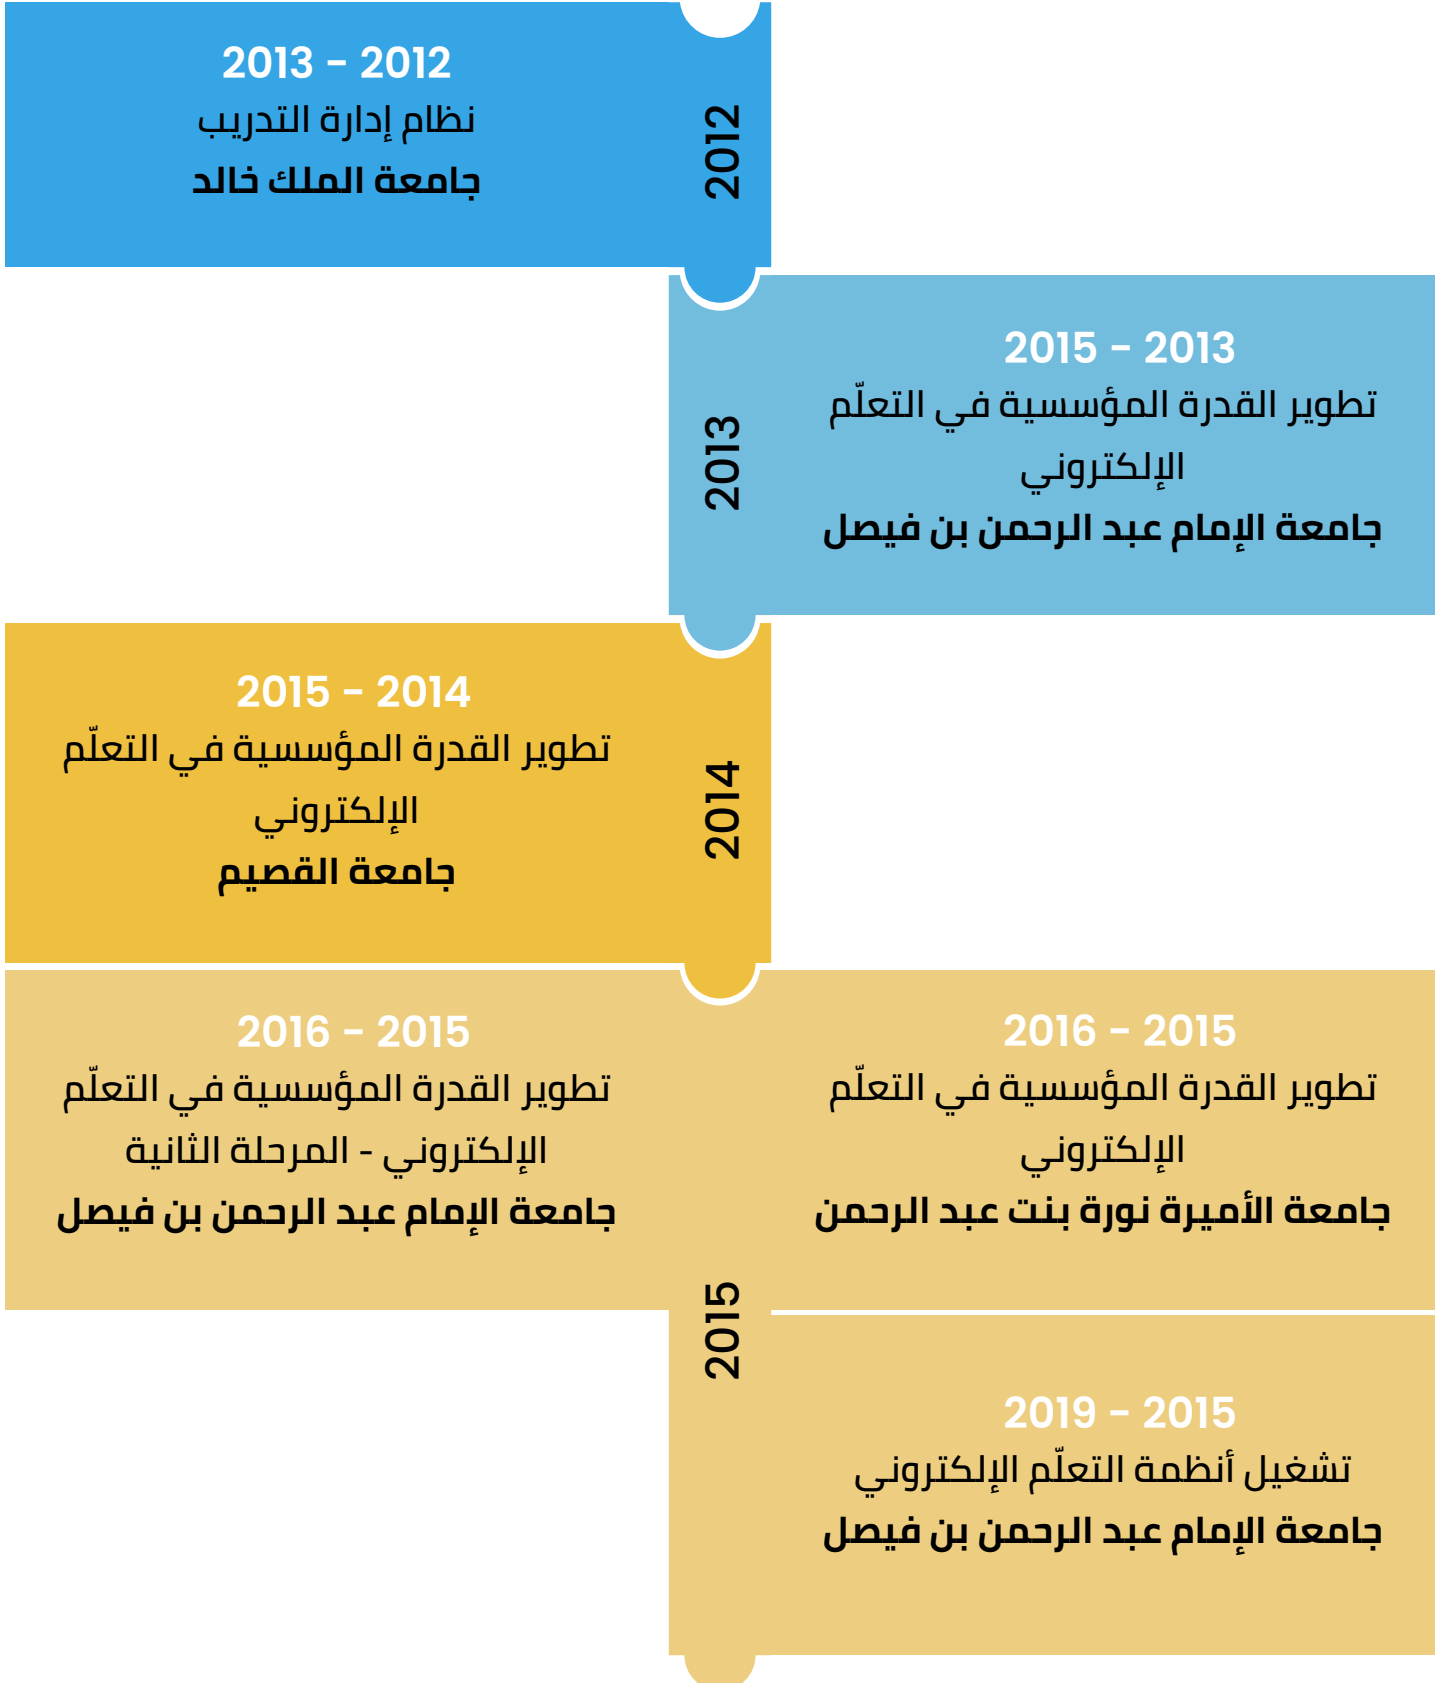 2013 - 2012
نظام إدارة التدريب
جامعة الملك خالد
2012
2015 - 2013
تطوير القدرة المؤسسية في التعلّم
الإلكتروني
جامعة الإمام عبد الرحمن بن فيصل
2013
2015 - 2014
تطوير القدرة المؤسسية في التعلّم
الإلكتروني
جامعة القصيم
2014
2016 - 2015
تطوير القدرة المؤسسية في التعلّم
الإلكتروني
جامعة الأميرة نورة بنت عبد الرحمن
2016 - 2015
تطوير القدرة المؤسسية في التعلّم
الإلكتروني - المرحلة الثانية
جامعة الإمام عبد الرحمن بن فيصل
2015
2019 - 2015
تشغيل أنظمة التعلّم الإلكتروني
جامعة الإمام عبد الرحمن بن فيصل